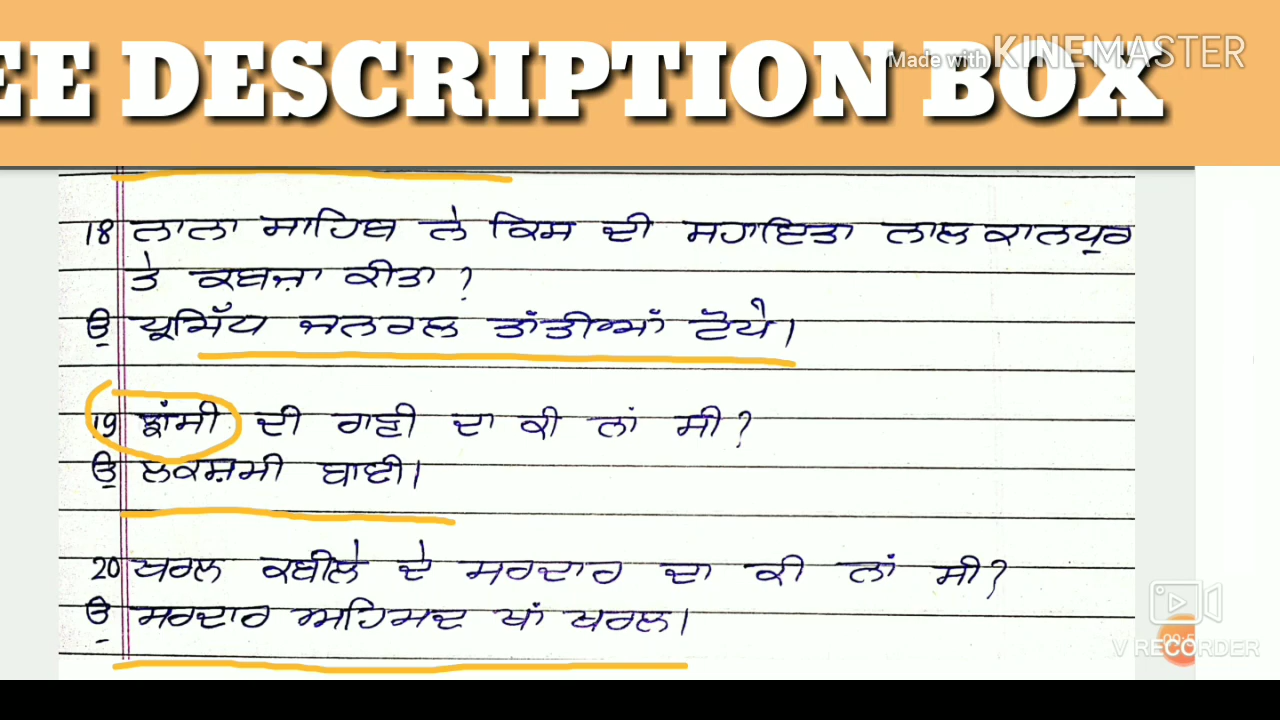 EE DESCRIPTION BOX
Made with KINEMASTER
18 ਨਾਨਾ ਸਾਹਿਬ ਨੇ ਕਿਸ ਦੀ ਸਹਾਇਤਾ ਨਾਲ ਕਾਨਪੁਰ
ਤੇ ਕਬਜ਼ਾ ਕੀਤਾ?
ਉ ਪ੍ਰਸਿੱਧ ਜਨਰਲ ਤਾਂਤੀਆਂ ਟੋਪੇ।
19 ਝਾਂਸੀ ਦੀ ਰਾਣੀ ਦਾ ਕੀ ਨਾਂ ਸੀ?
ਉ ਲਕਸ਼ਮੀ ਬਾਈ।
20 ਖਰਲ ਕਬੀਲੇ ਦੇ ਸਰਦਾਰ ਦਾ ਕੀ ਨਾਂ ਸੀ?
ਉ ਸਰਦਾਰ ਅਹਿਮਦ ਖਾਂ ਖਰਲ।
V RECORDER